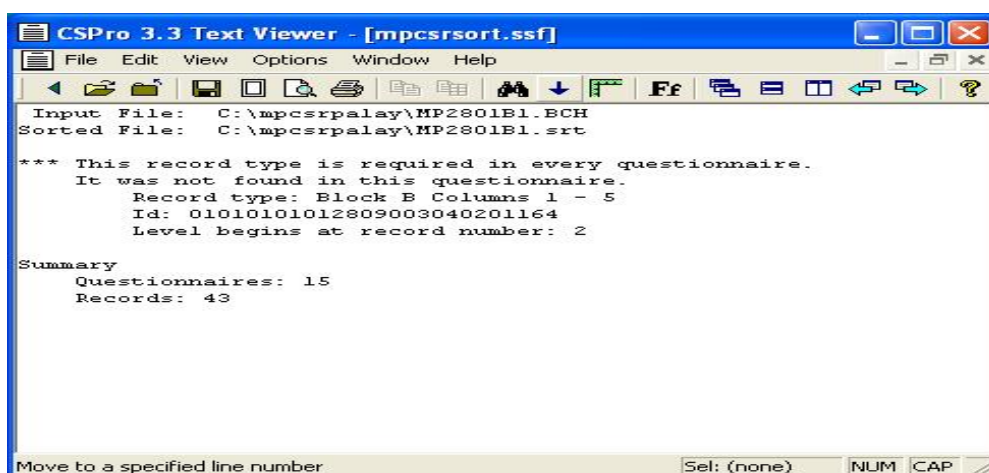 CSPro 3.3 Text Viewer - [mpcsrsort.ssf]
File Edit View Options Window Help
Ff
Input File: C:\mpcsrpalay\MP2801B1.BCH
Sorted File: C:\mpcsrpalay\MP2801B1.srt
*** This record type is required in every questionnaire.
It was not found in this questionnaire.
Record type: Block B Columns 1 - 5
Id: 01010101012809003040201164
Level begins at record number: 2
Summary
Questionnaires: 15
Records: 43
Move to a specified line number Sel: (none) NUM CAP